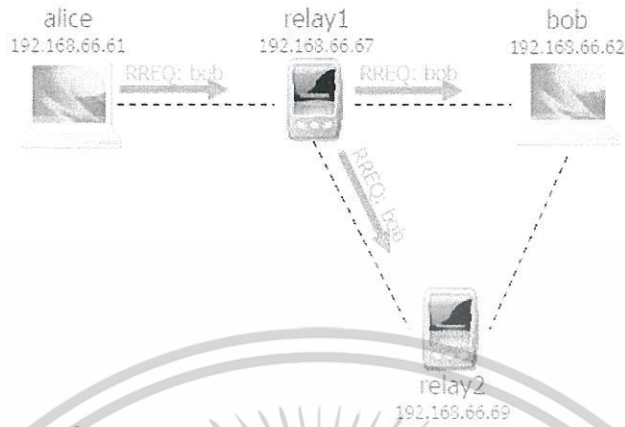 alice
192.168.66.61
relay1
192.168.66.67
bob
192.168.66.62
RREQ: bob
RREQ: bob
RREQ: bob
relay2
192.168.66.69